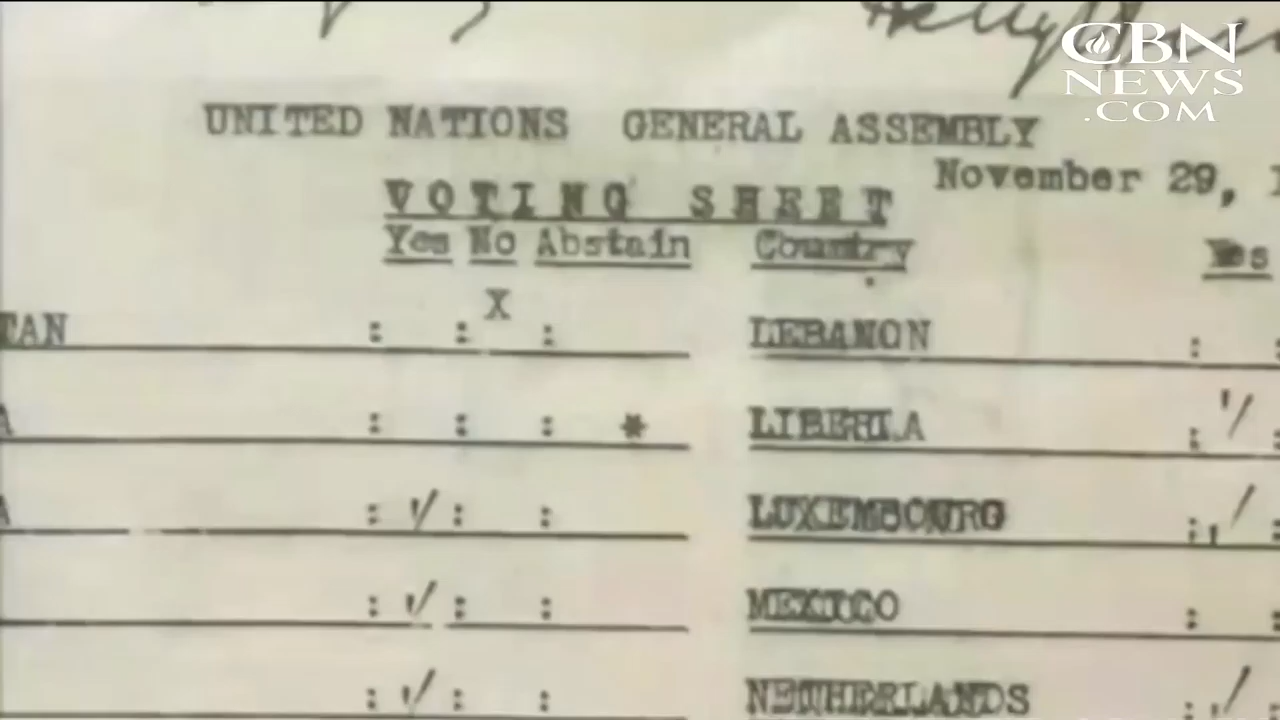 CBN
NEWS
.COM
UNITED NATIONS GENERAL ASSEMBLY
November 29,
VOTING SHEET
Yes No Abstain Country Yes
TAN : : X : LEBANON :
A : : : * LIBERIA : /
A : / : : LUXEMBOURG : /
: / : : MEXICO : :
: / : : NETHERLANDS : /